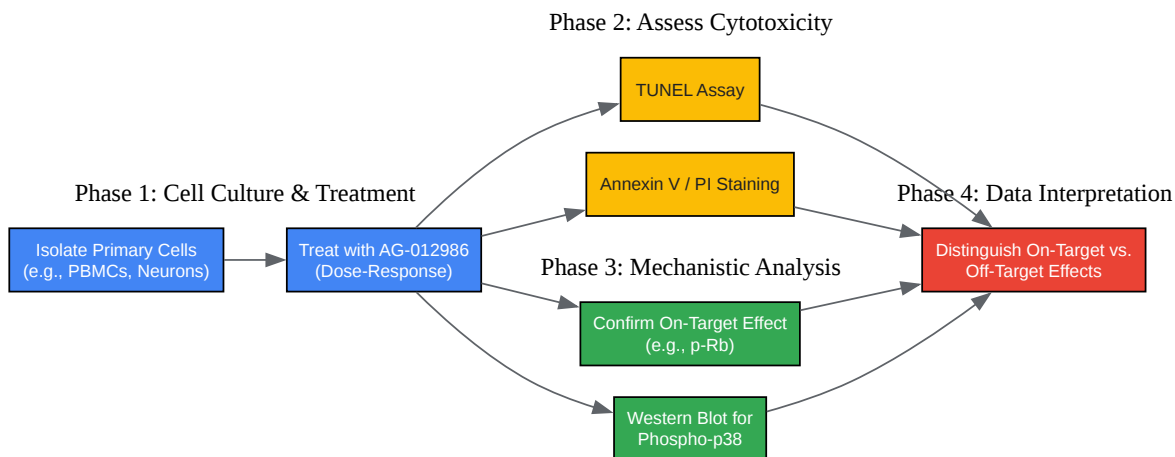 Phase 2: Assess Cytotoxicity
TUNEL Assay
Annexin V / PI Staining
Phase 1: Cell Culture & Treatment
Phase 4: Data Interpretation
Isolate Primary Cells
(e.g., PBMCs, Neurons)
Treat with AG-012986
(Dose-Response)
Distinguish On-Target vs.
Off-Target Effects
Phase 3: Mechanistic Analysis
Confirm On-Target Effect
(e.g., p-Rb)
Western Blot for
Phospho-p38